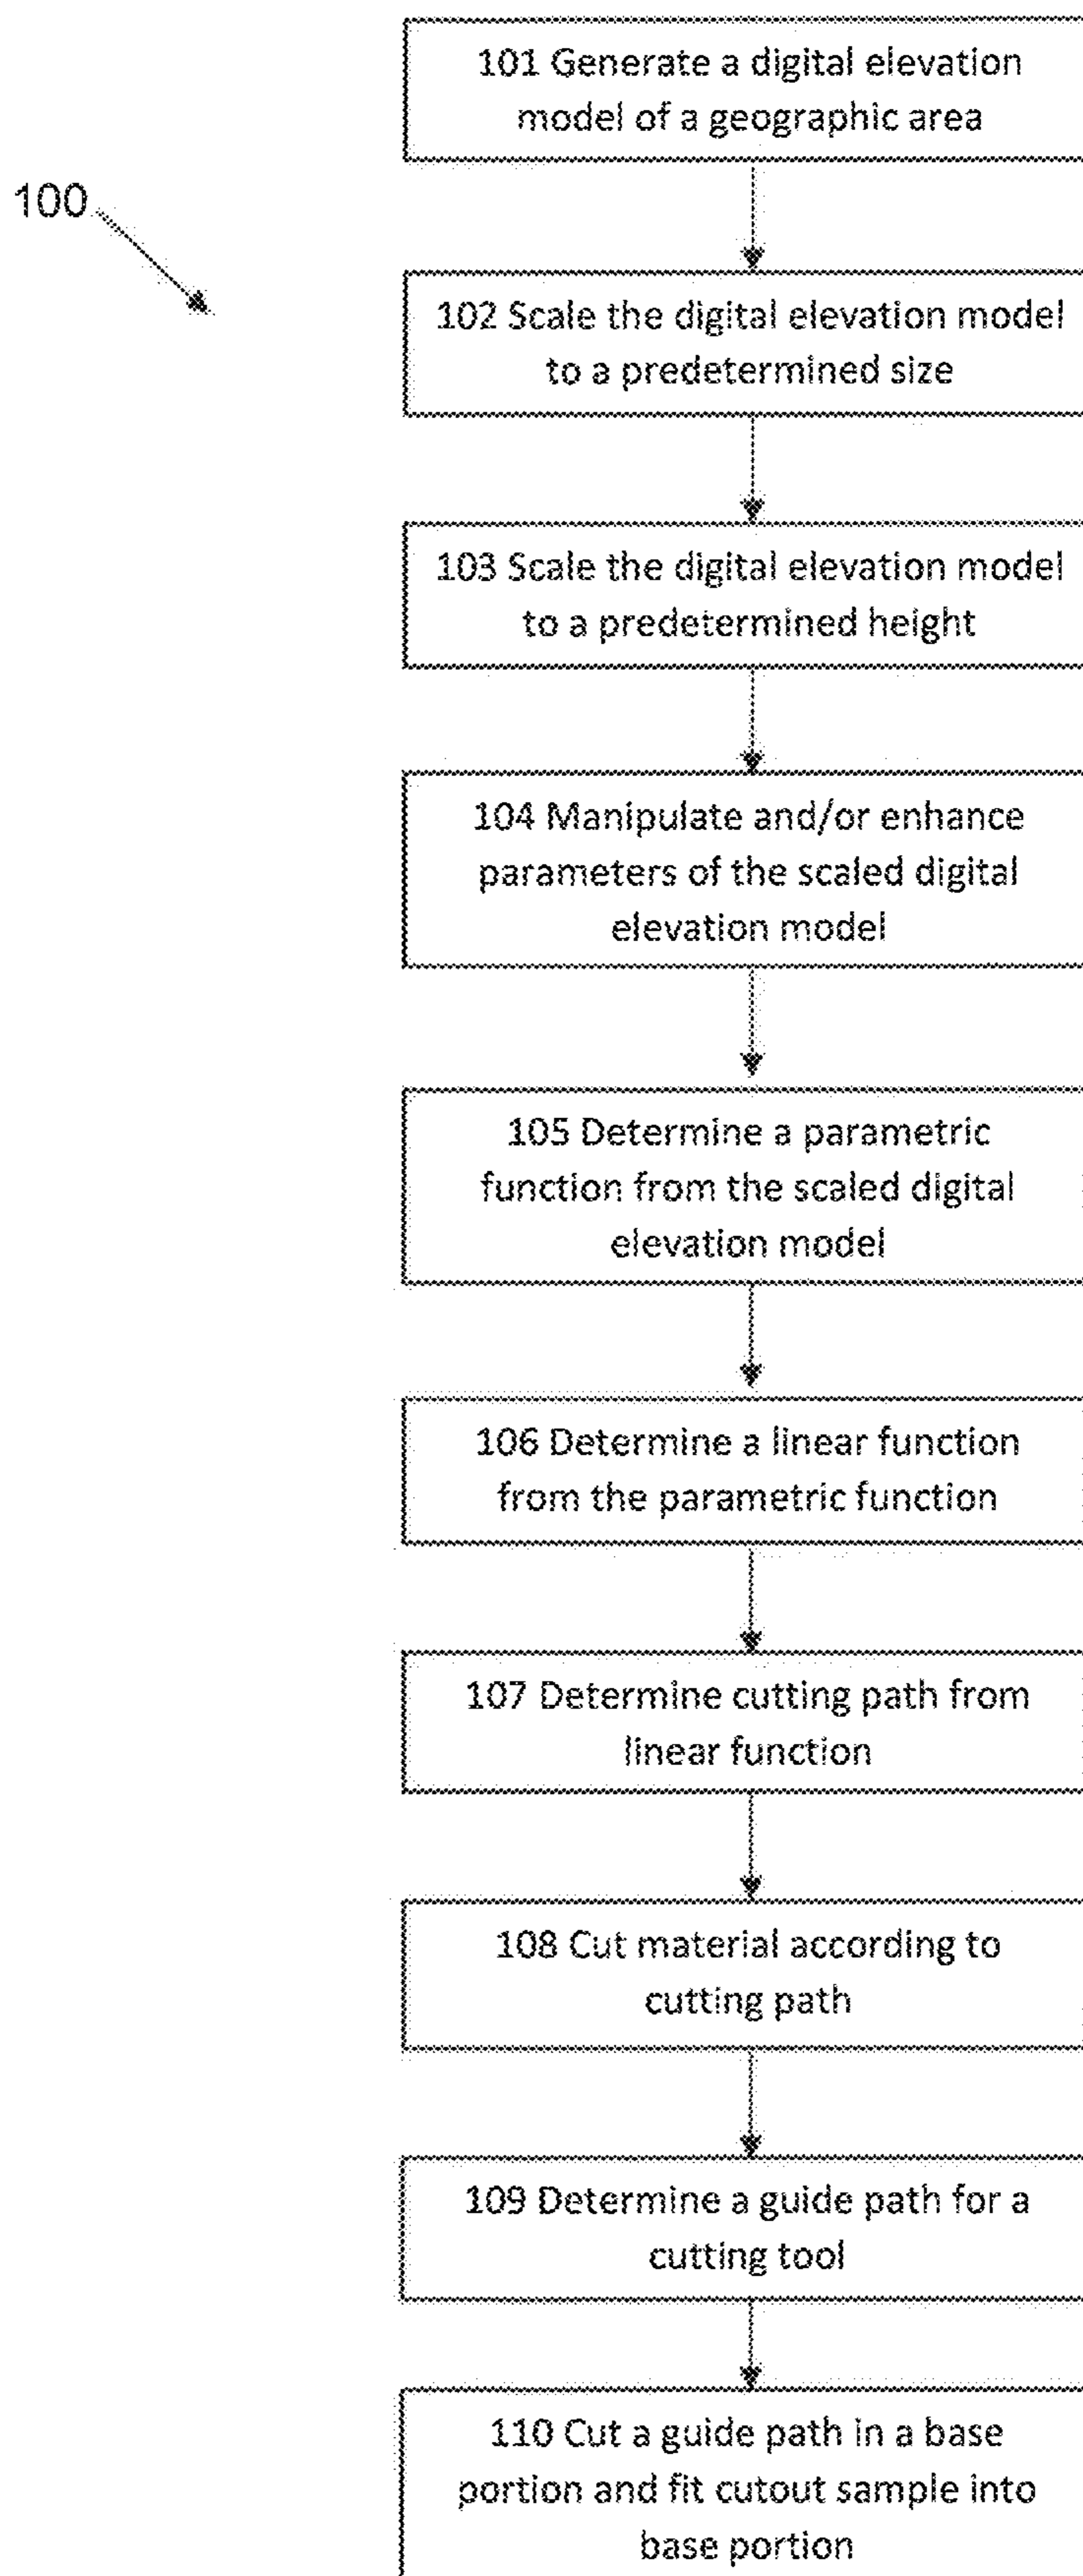 101 Generate a digital elevation
model of a geographic area
100
102 Scale the digital elevation model
to a predetermined size
103 Scale the digital elevation model
to a predetermined height
104 Manipulate and/or enhance
parameters of the scaled digital
elevation model
105 Determine a parametric
function from the scaled digital
elevation model
106 Determine a linear function
from the parametric function
107 Determine cutting path from
linear function
108 Cut material according to
cutting path
109 Determine a guide path for a
cutting tool
110 Cut a guide path in a base
portion and fit cutout sample into
base portion